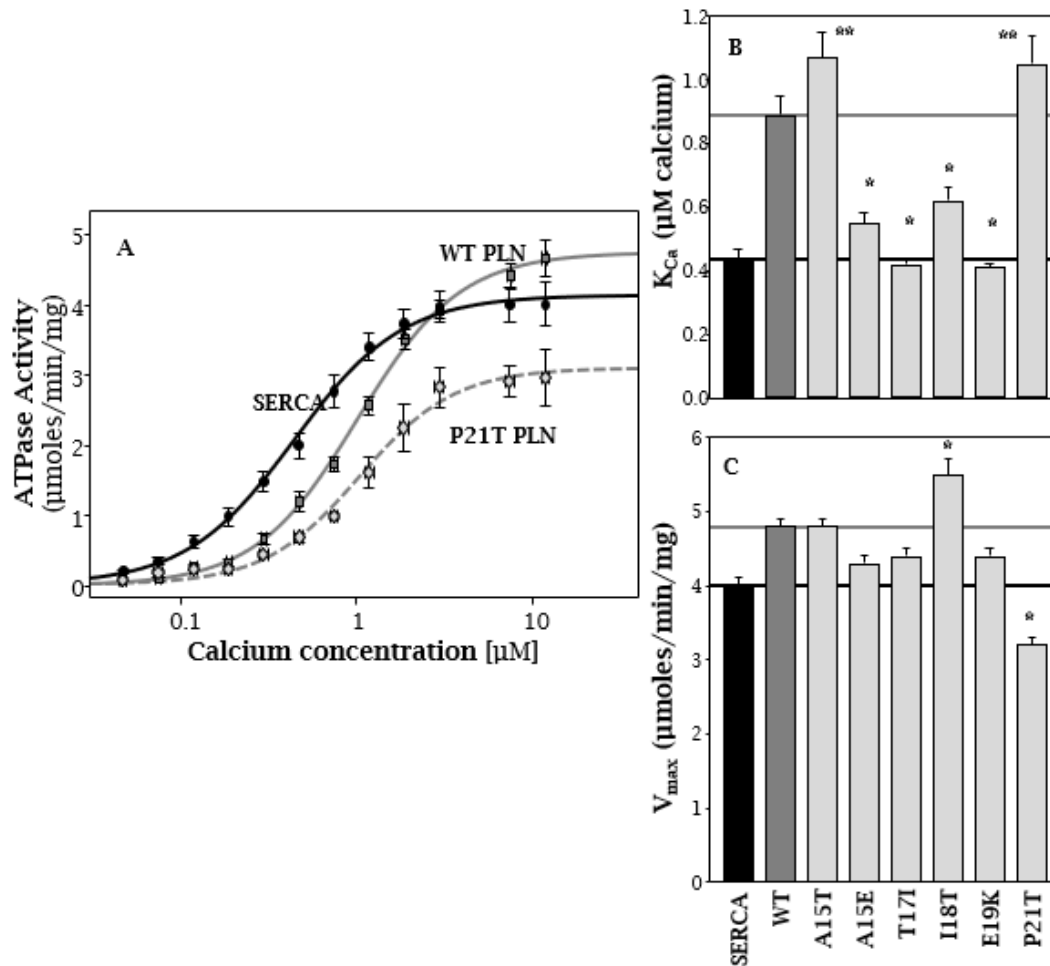 A
WT PLN
SERCA
P21T PLN
ATPase Activity
(µmoles/min/mg)
5
4
3
2
1
0
0.1
1
10
Calcium concentration [µM]
B
**
**
*
*
*
*
K_Ca (µM calcium)
1.2
1.0
0.8
0.6
0.4
0.2
0.0
C
*
*
V_max (µmoles/min/mg)
6
5
4
3
2
1
0
SERCA
WT
A15T
A15E
T17I
I18T
E19K
P21T